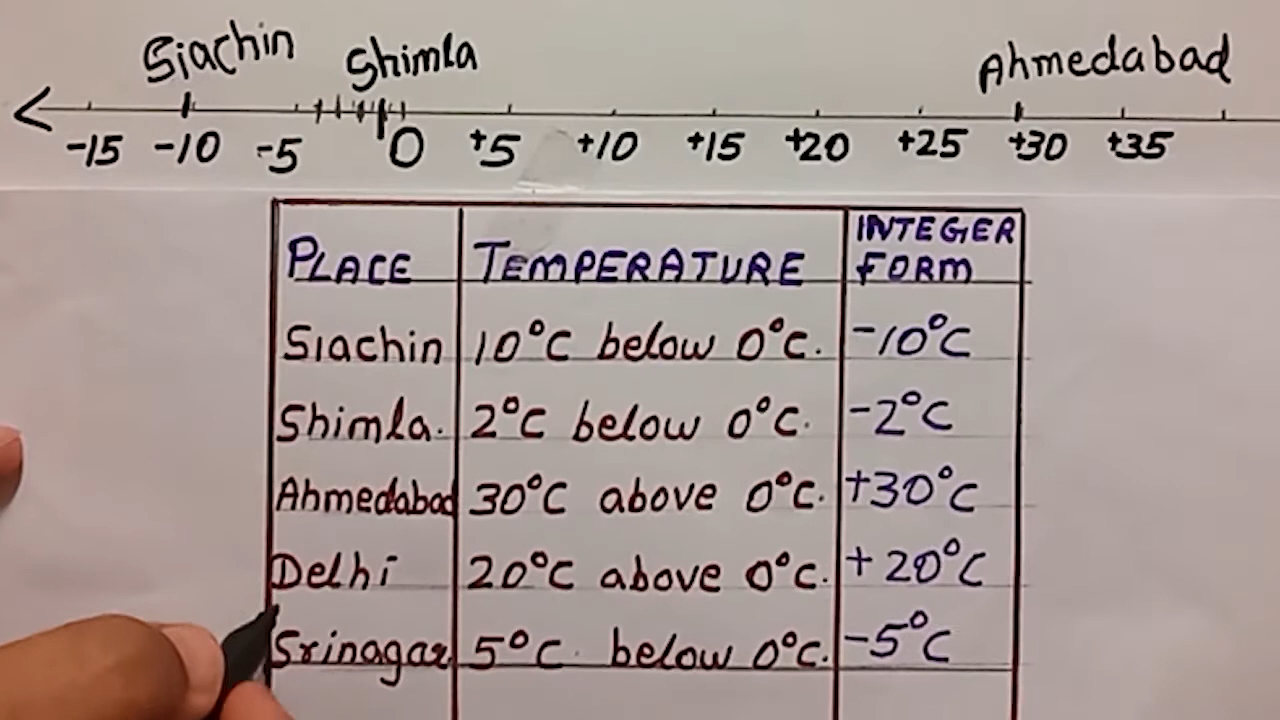 Siachin Shimla Ahmedabad
-15 -10 -5 0 +5 +10 +15 +20 +25 +30 +35
PLACE TEMPERATURE INTEGER FORM
Siachin 10°C below 0°C. -10°C
Shimla. 2°C below 0°C. -2°C
Ahmedabad 30°C above 0°C. +30°C
Delhi 20°C above 0°C. +20°C
Srinagar 5°C below 0°C. -5°C